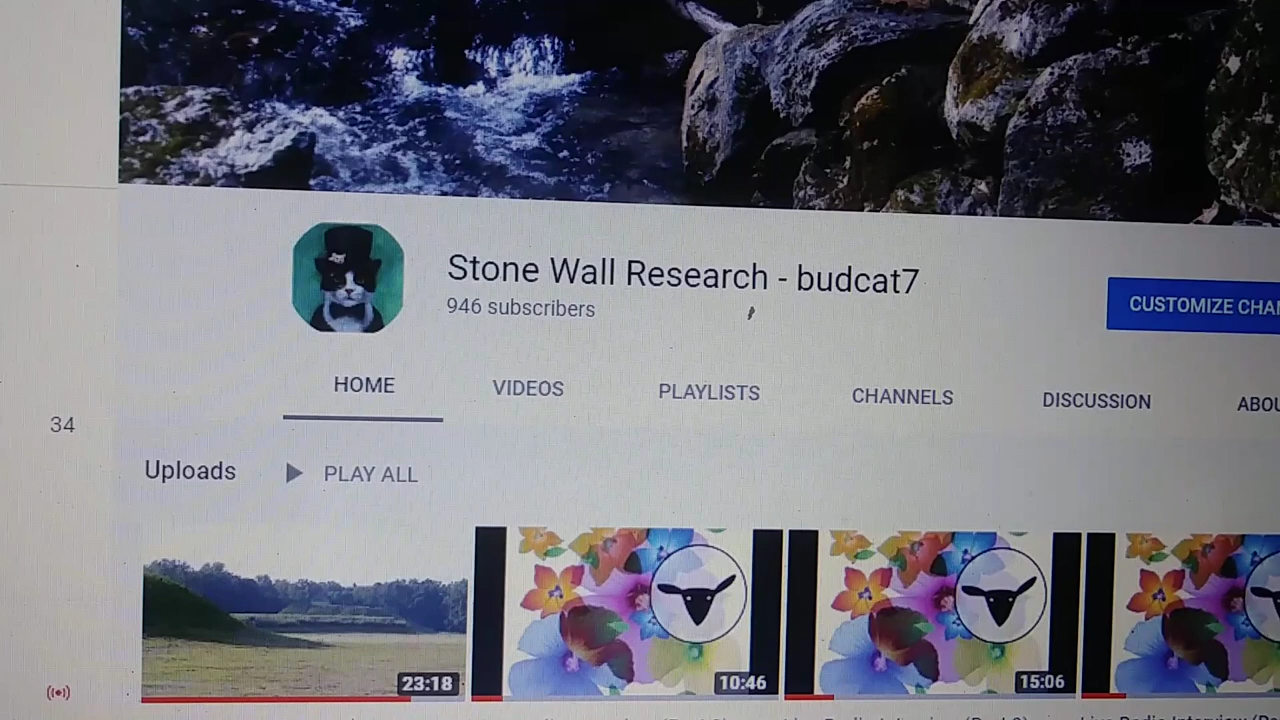 Stone Wall Research - budcat7
946 subscribers
CUSTOMIZE CHA
HOME VIDEOS PLAYLISTS CHANNELS DISCUSSION ABOU
34
Uploads PLAY ALL
23:18 10:46 15:06